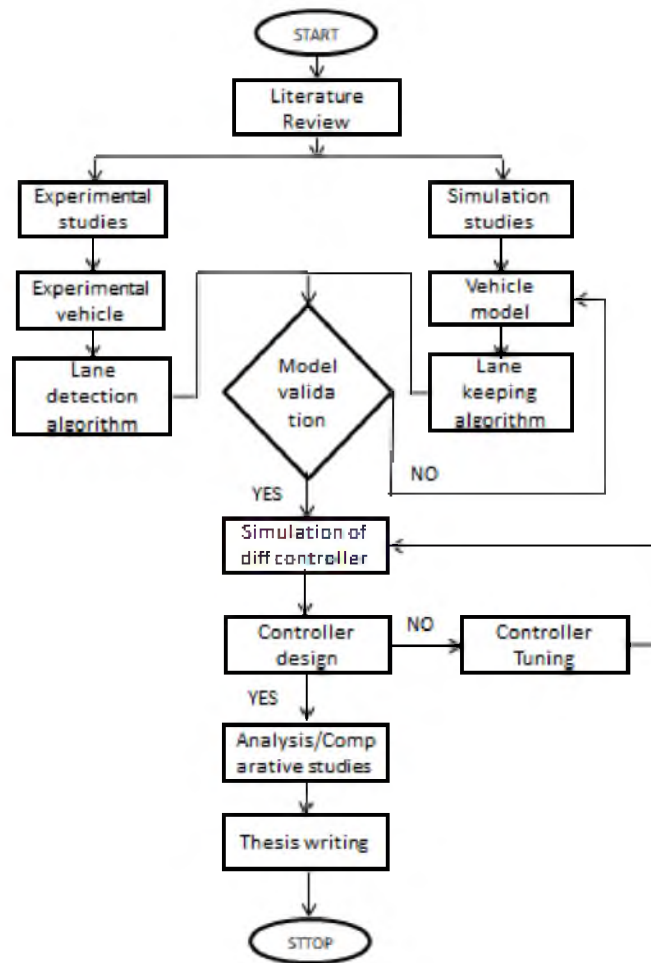 START
Literature
Review
Experimental
studies
Simulation
studies
Experimental
vehicle
Vehicle
model
Lane
detection
algorithm
Model
valida
tion
Lane
keeping
algorithm
NO
YES
Simulation of
diff controller
Controller
design
NO
Controller
Tuning
YES
Analysis/Comp
arative studies
Thesis writing
STTOP